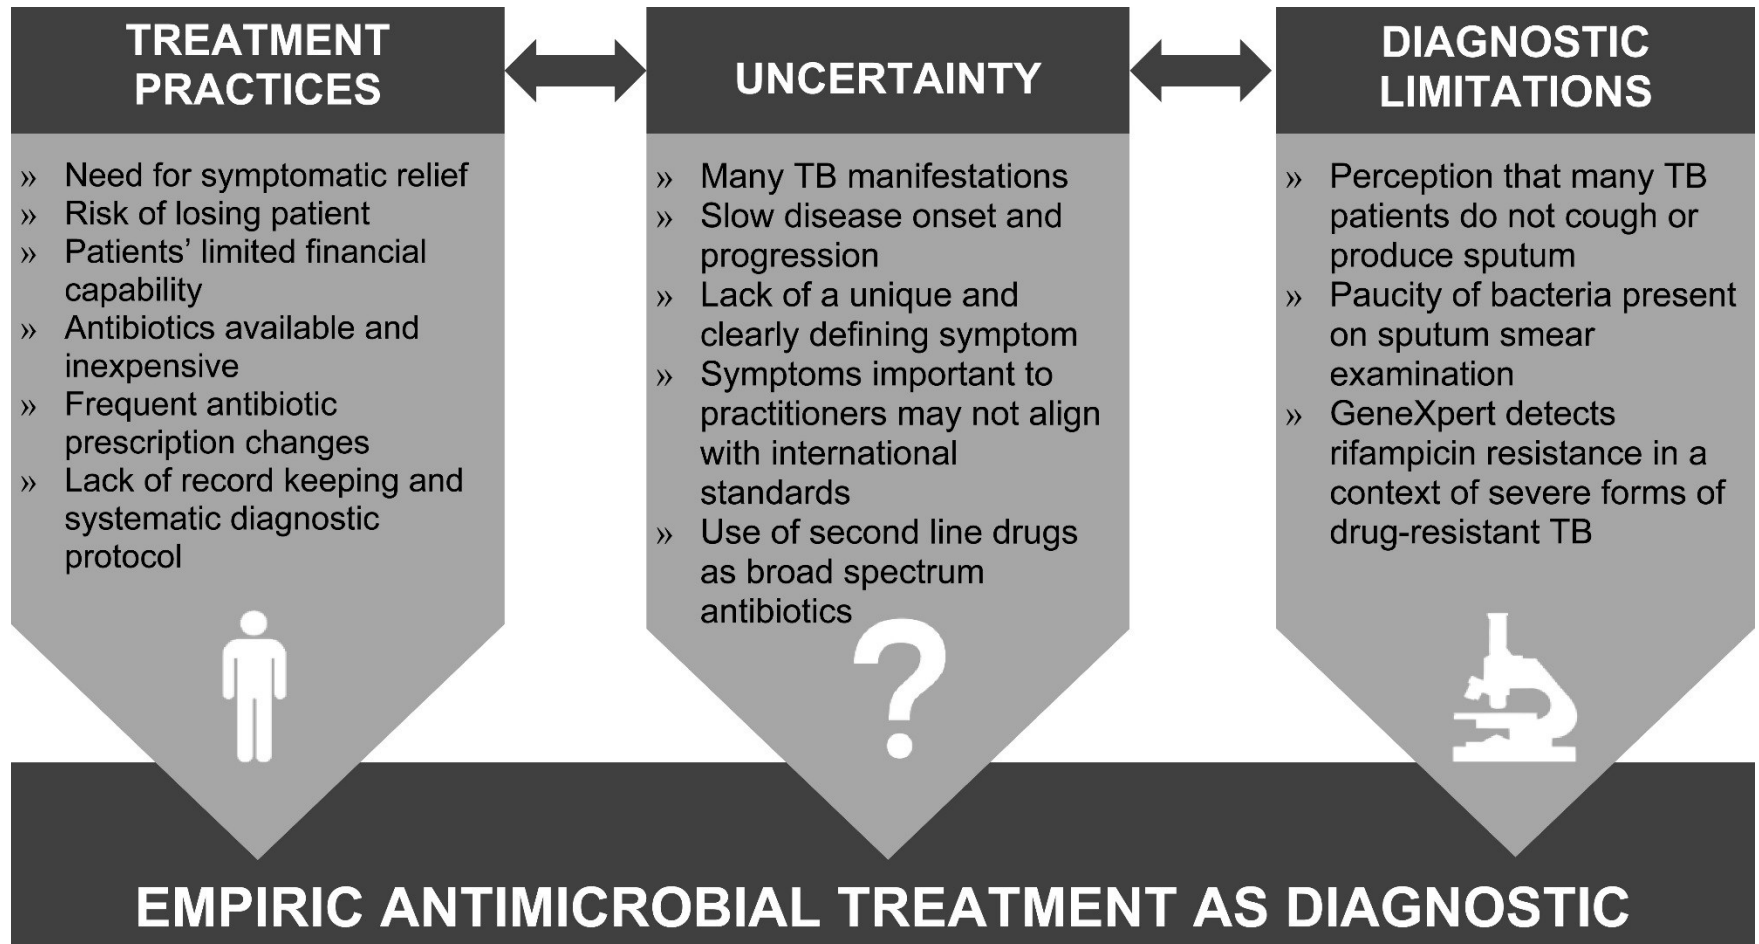 TREATMENT
PRACTICES
» Need for symptomatic relief
» Risk of losing patient
» Patients’ limited financial
capability
» Antibiotics available and
inexpensive
» Frequent antibiotic
prescription changes
» Lack of record keeping and
systematic diagnostic
protocol
UNCERTAINTY
» Many TB manifestations
» Slow disease onset and
progression
» Lack of a unique and
clearly defining symptom
» Symptoms important to
practitioners may not align
with international
standards
» Use of second line drugs
as broad spectrum
antibiotics
?
DIAGNOSTIC
LIMITATIONS
» Perception that many TB
patients do not cough or
produce sputum
» Paucity of bacteria present
on sputum smear
examination
» GeneXpert detects
rifampicin resistance in a
context of severe forms of
drug-resistant TB
EMPIRIC ANTIMICROBIAL TREATMENT AS DIAGNOSTIC